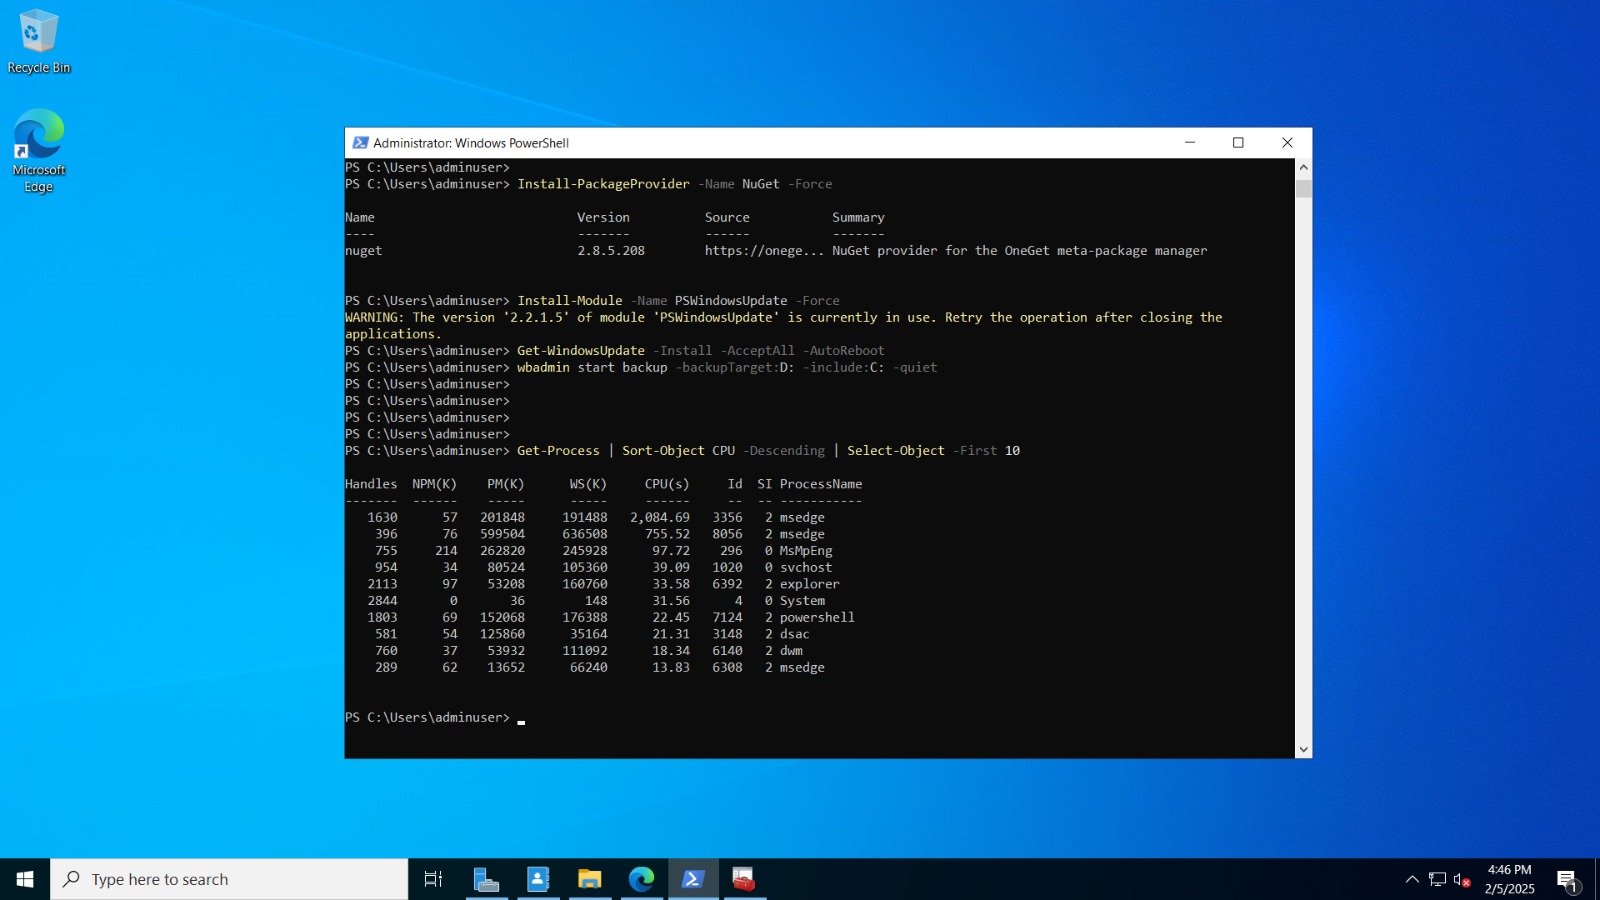 Recycle Bin
Microsoft
Edge
Administrator: Windows PowerShell
PS C:\Users\adminuser>
PS C:\Users\adminuser> Install-PackageProvider -Name NuGet -Force
Name Version Source Summary
---- ------- ------ -------
nuget 2.8.5.208 https://onege... NuGet provider for the OneGet meta-package manager
PS C:\Users\adminuser> Install-Module -Name PSWindowsUpdate -Force
WARNING: The version '2.2.1.5' of module 'PSWindowsUpdate' is currently in use. Retry the operation after closing the
applications.
PS C:\Users\adminuser> Get-WindowsUpdate -Install -AcceptAll -AutoReboot
PS C:\Users\adminuser> wbadmin start backup -backupTarget:D: -include:C: -quiet
PS C:\Users\adminuser>
PS C:\Users\adminuser>
PS C:\Users\adminuser>
PS C:\Users\adminuser>
PS C:\Users\adminuser> Get-Process | Sort-Object CPU -Descending | Select-Object -First 10
Handles NPM(K) PM(K) WS(K) CPU(s) Id SI ProcessName
------- ------ ----- ----- ------ -- -- -----------
1630 57 201848 191488 2,084.69 3356 2 msedge
396 76 599504 636508 755.52 8056 2 msedge
755 214 262820 245928 97.72 296 0 MsMpEng
954 34 80524 105360 39.09 1020 0 svchost
2113 97 53208 160760 33.58 6392 2 explorer
2844 0 36 148 31.56 4 0 System
1803 69 152068 176388 22.45 7124 2 powershell
581 54 125860 35164 21.31 3148 2 dsac
760 37 53932 111092 18.34 6140 2 dwm
289 62 13652 66240 13.83 6308 2 msedge
PS C:\Users\adminuser>
Type here to search
4:46 PM
2/5/2025
1